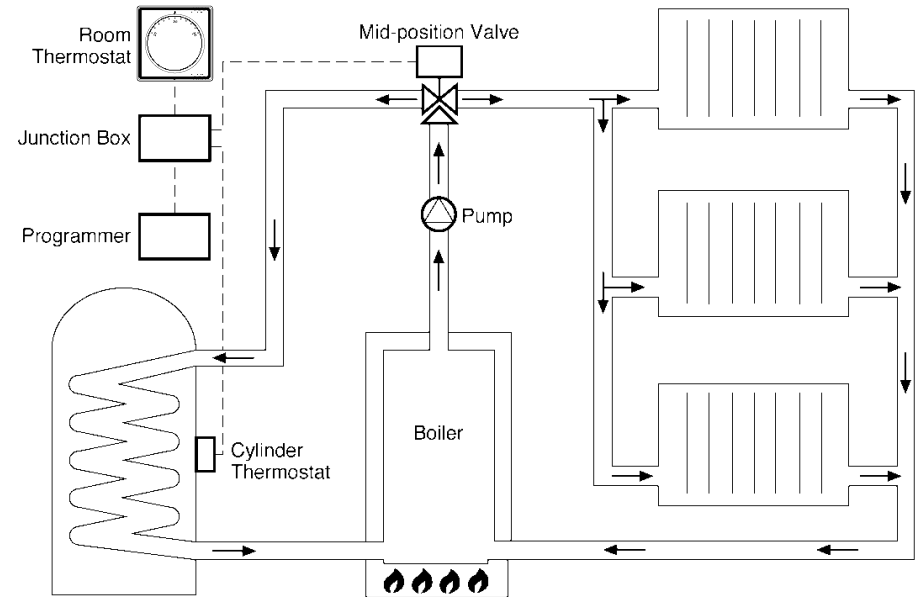 Room
Thermostat
Mid-position Valve
Junction Box
Programmer
Pump
Boiler
Cylinder
Thermostat